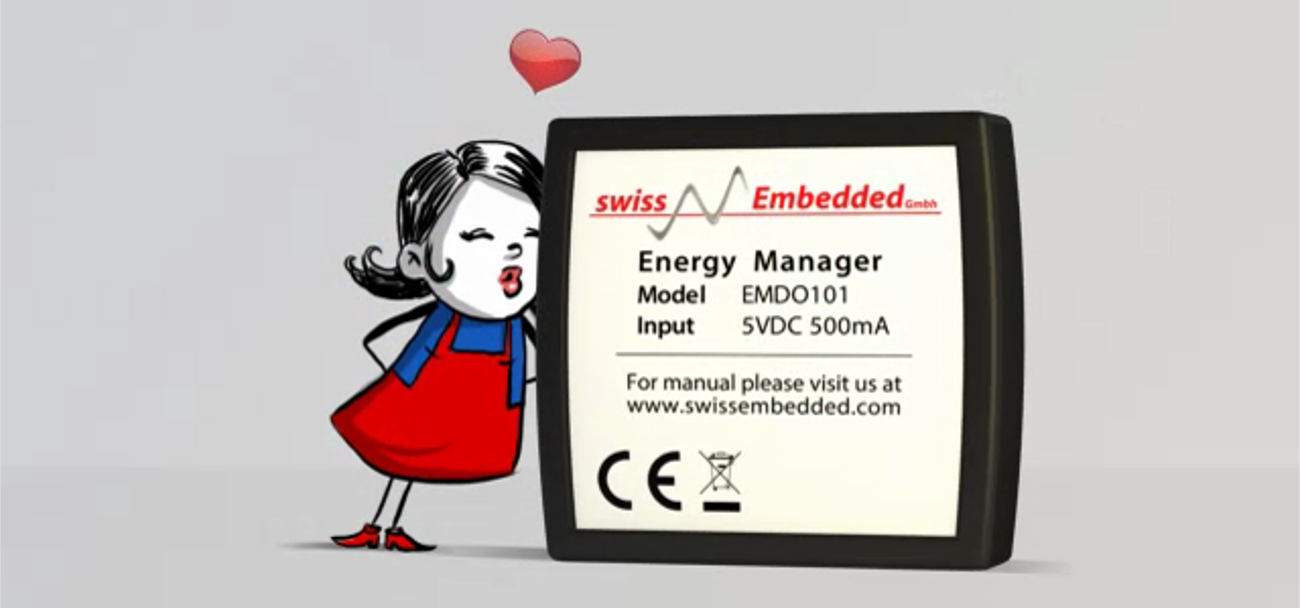 swiss Embedded Gmbh
Energy Manager
Model EMDO101
Input 5VDC 500mA
For manual please visit us at
www.swissembedded.com
CE